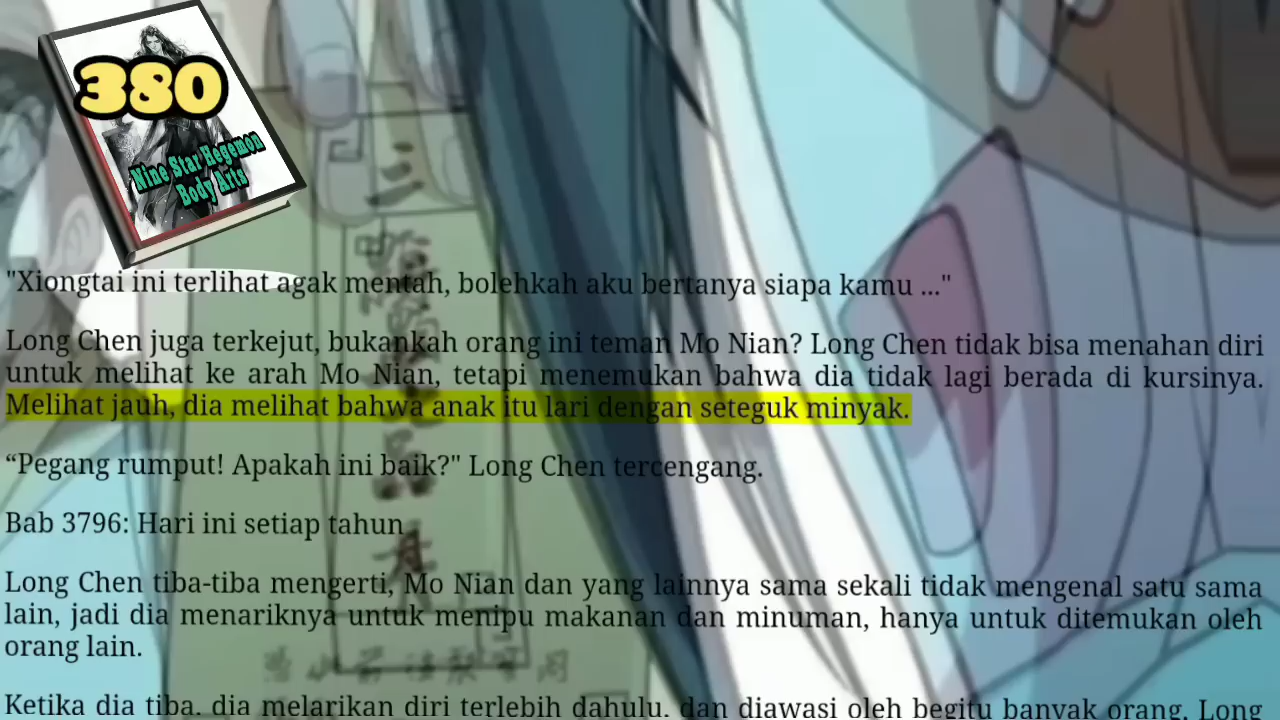 380
Nine Star Hegemon
Body Arts
"Xiongtai ini terlihat agak mentah, bolehkah aku bertanya siapa kamu ..."
Long Chen juga terkejut, bukankah orang ini teman Mo Nian? Long Chen tidak bisa menahan diri
untuk melihat ke arah Mo Nian, tetapi menemukan bahwa dia tidak lagi berada di kursinya.
Melihat jauh, dia melihat bahwa anak itu lari dengan seteguk minyak.
“Pegang rumput! Apakah ini baik?" Long Chen tercengang.
Bab 3796: Hari ini setiap tahun
Long Chen tiba-tiba mengerti, Mo Nian dan yang lainnya sama sekali tidak mengenal satu sama
lain, jadi dia menariknya untuk menipu makanan dan minuman, hanya untuk ditemukan oleh
orang lain.
Ketika dia tiba, dia melarikan diri terlebih dahulu, dan diawasi oleh begitu banyak orang, Long